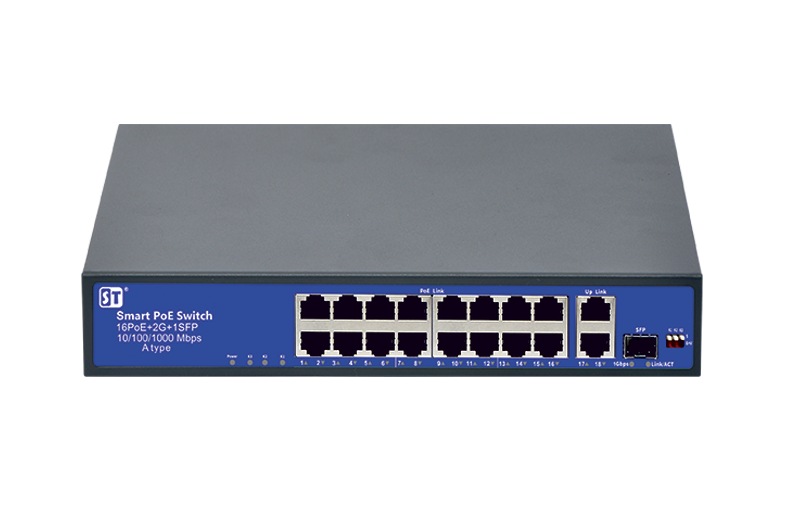 ST®
Smart PoE Switch
16PoE+2G+1SFP
10/100/1000 Mbps
A type
PoE Link
Up Link
SFP
Power
1 2 3 4 5 6 7 8 9 10 11 12 13 14 15 16 17 18
1Gbps
Link/ACT